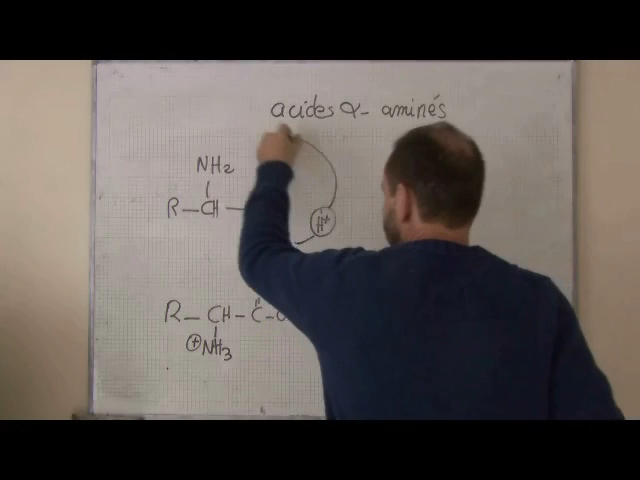 acides α- aminés
NH2
R-CH-
H+
R-CH-C-
⊕NH3